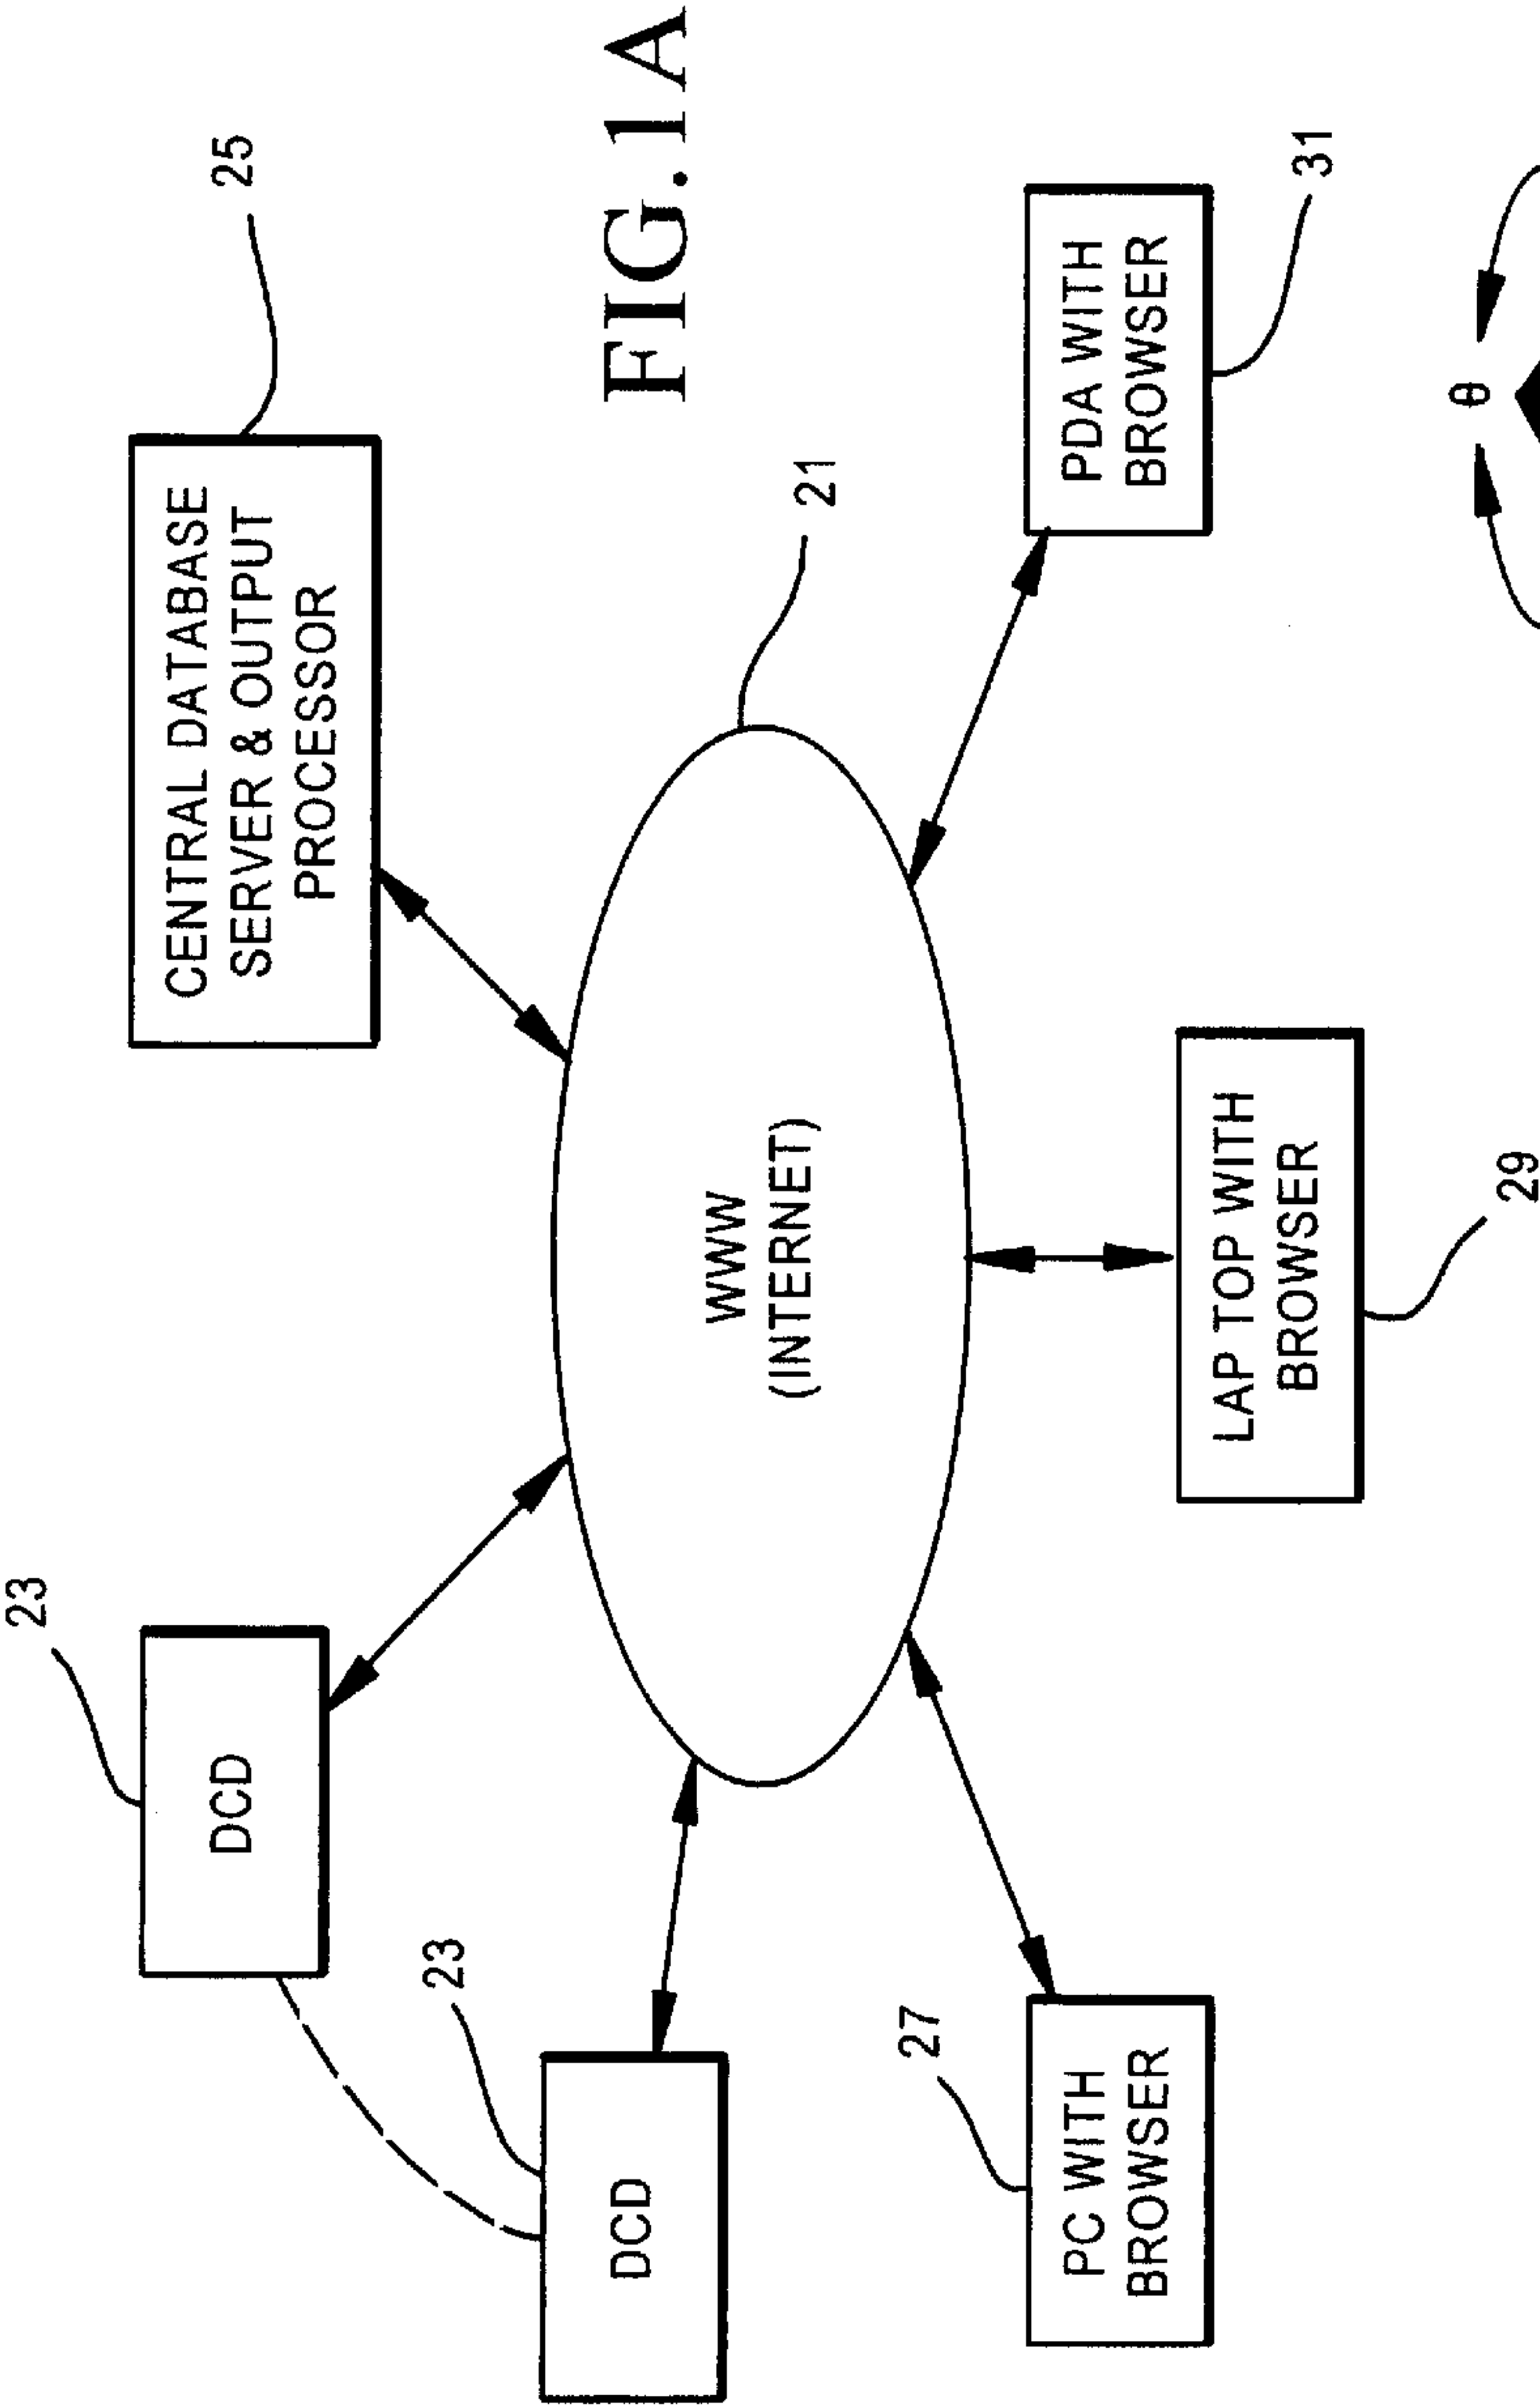 23
DCD
23
DCD
25
CENTRAL DATABASE
SERVER & OUTPUT
PROCESSOR
FIG.1A
21
WWW
(INTERNET)
27
PC WITH
BROWSER
LAP TOP WITH
BROWSER
29
PDA WITH
BROWSER
31
θ